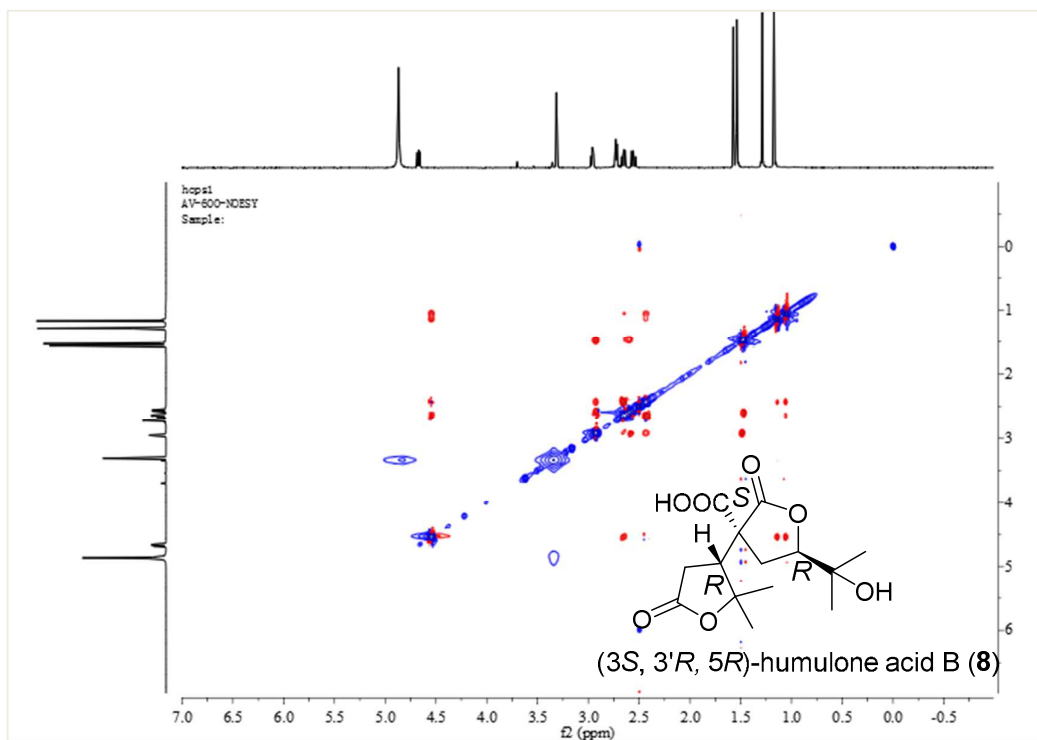 hops1
AV-600-NOESY
Sample:
0
1
2
3
4
5
6
7.0 6.5 6.0 5.5 5.0 4.5 4.0 3.5 3.0 2.5 2.0 1.5 1.0 0.5 0.0 -0.5
f2 (ppm)
O
HOOC S
O
H
R
R
OH
O
O
(3S, 3'R, 5R)-humulone acid B (8)